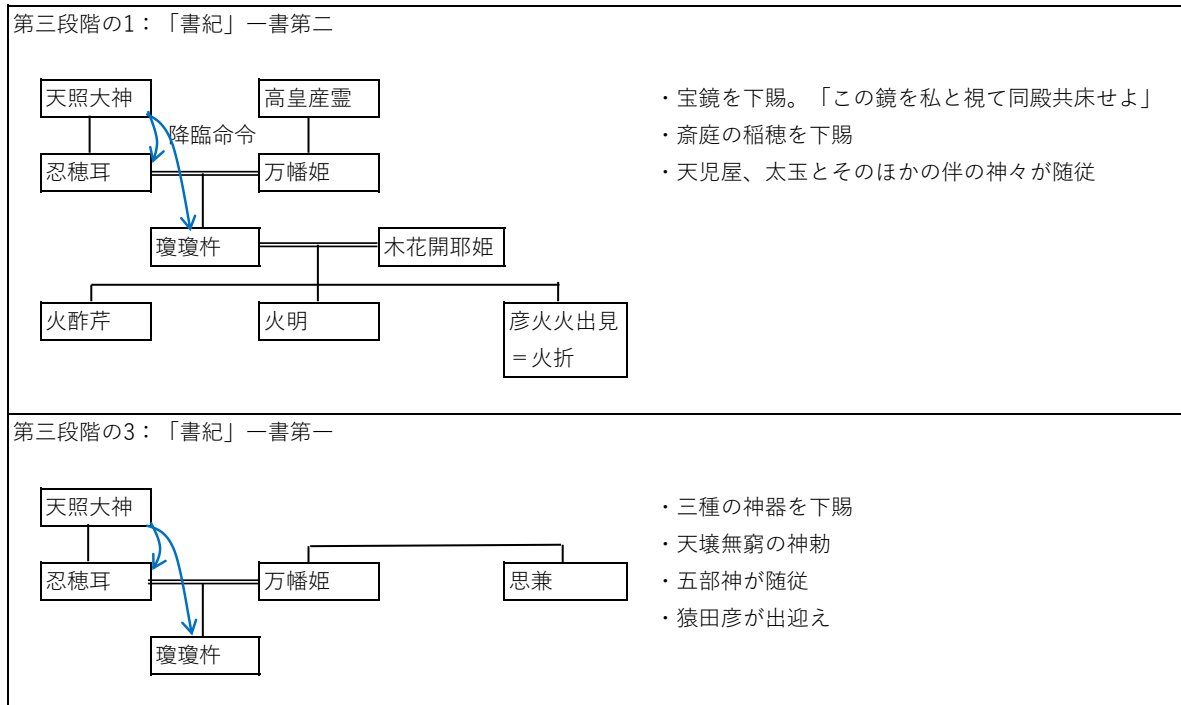 第三段階の1：「書紀」一書第二
天照大神
高皇産霊
・宝鏡を下賜。「この鏡を私と視て同殿共床せよ」
降臨命令
・斎庭の稲穂を下賜
忍穂耳
万幡姫
・天児屋、太玉とそのほかの伴の神々が随従
瓊瓊杵
木花開耶姫
火酢芹
火明
彦火火出見
＝火折
第三段階の3：「書紀」一書第一
天照大神
・三種の神器を下賜
・天壌無窮の神勅
忍穂耳
万幡姫
思兼
・五部神が随従
・猿田彦が出迎え
瓊瓊杵